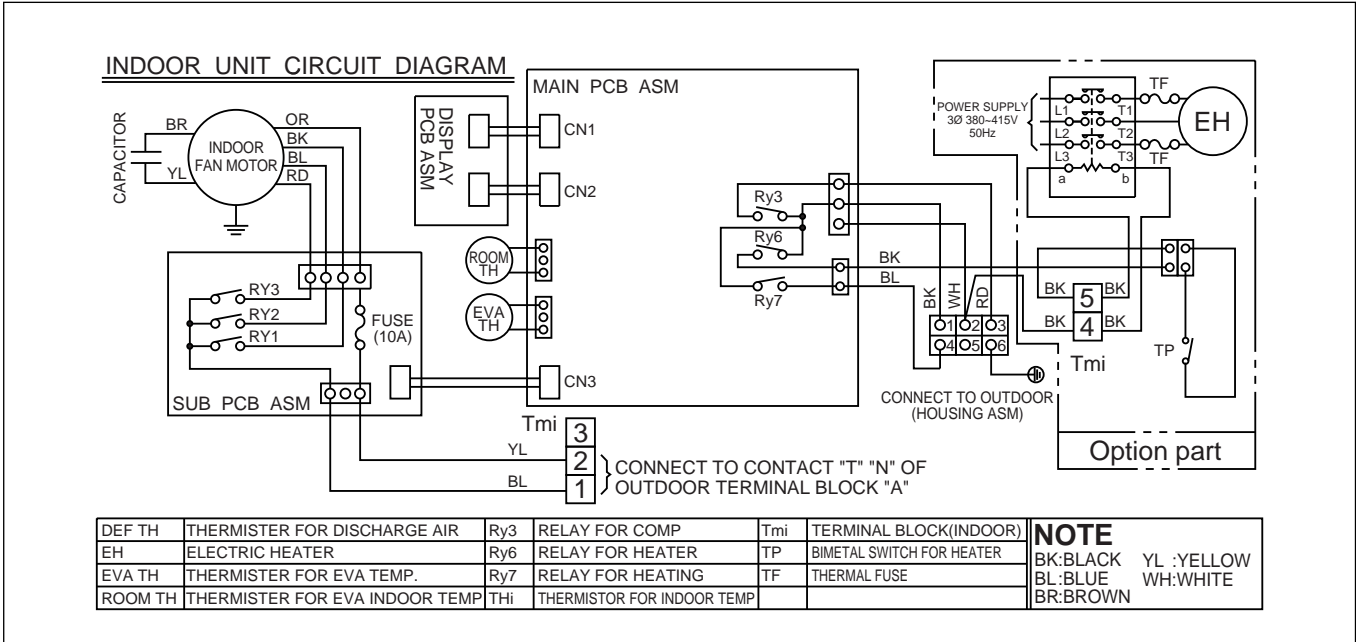 INDOOR UNIT CIRCUIT DIAGRAM
CAPACITOR
BR
YL
INDOOR
FAN MOTOR
OR
BK
BL
RD
DISPLAY
PCB ASM
MAIN PCB ASM
CN1
CN2
ROOM
TH
EVA
TH
CN3
RY3
RY2
RY1
FUSE
(10A)
SUB PCB ASM
Ry3
Ry6
Ry7
BK
BL
BK
WH
RD
1
2
3
4
5
6
CONNECT TO OUTDOOR
(HOUSING ASM)
POWER SUPPLY
3Ø 380~415V
50Hz
L1
L2
L3
T1
T2
T3
a
b
TF
TF
EH
BK
5
BK
BK
4
BK
Tmi
TP
Option part
Tmi
3
2
1
YL
BL
CONNECT TO CONTACT "T" "N" OF
OUTDOOR TERMINAL BLOCK "A"
DEF TH THERMISTER FOR DISCHARGE AIR Ry3 RELAY FOR COMP Tmi TERMINAL BLOCK(INDOOR)
EH ELECTRIC HEATER Ry6 RELAY FOR HEATER TP BIMETAL SWITCH FOR HEATER
EVA TH THERMISTER FOR EVA TEMP. Ry7 RELAY FOR HEATING TF THERMAL FUSE
ROOM TH THERMISTER FOR EVA INDOOR TEMP THi THERMISTOR FOR INDOOR TEMP
NOTE
BK:BLACK YL :YELLOW
BL:BLUE WH:WHITE
BR:BROWN